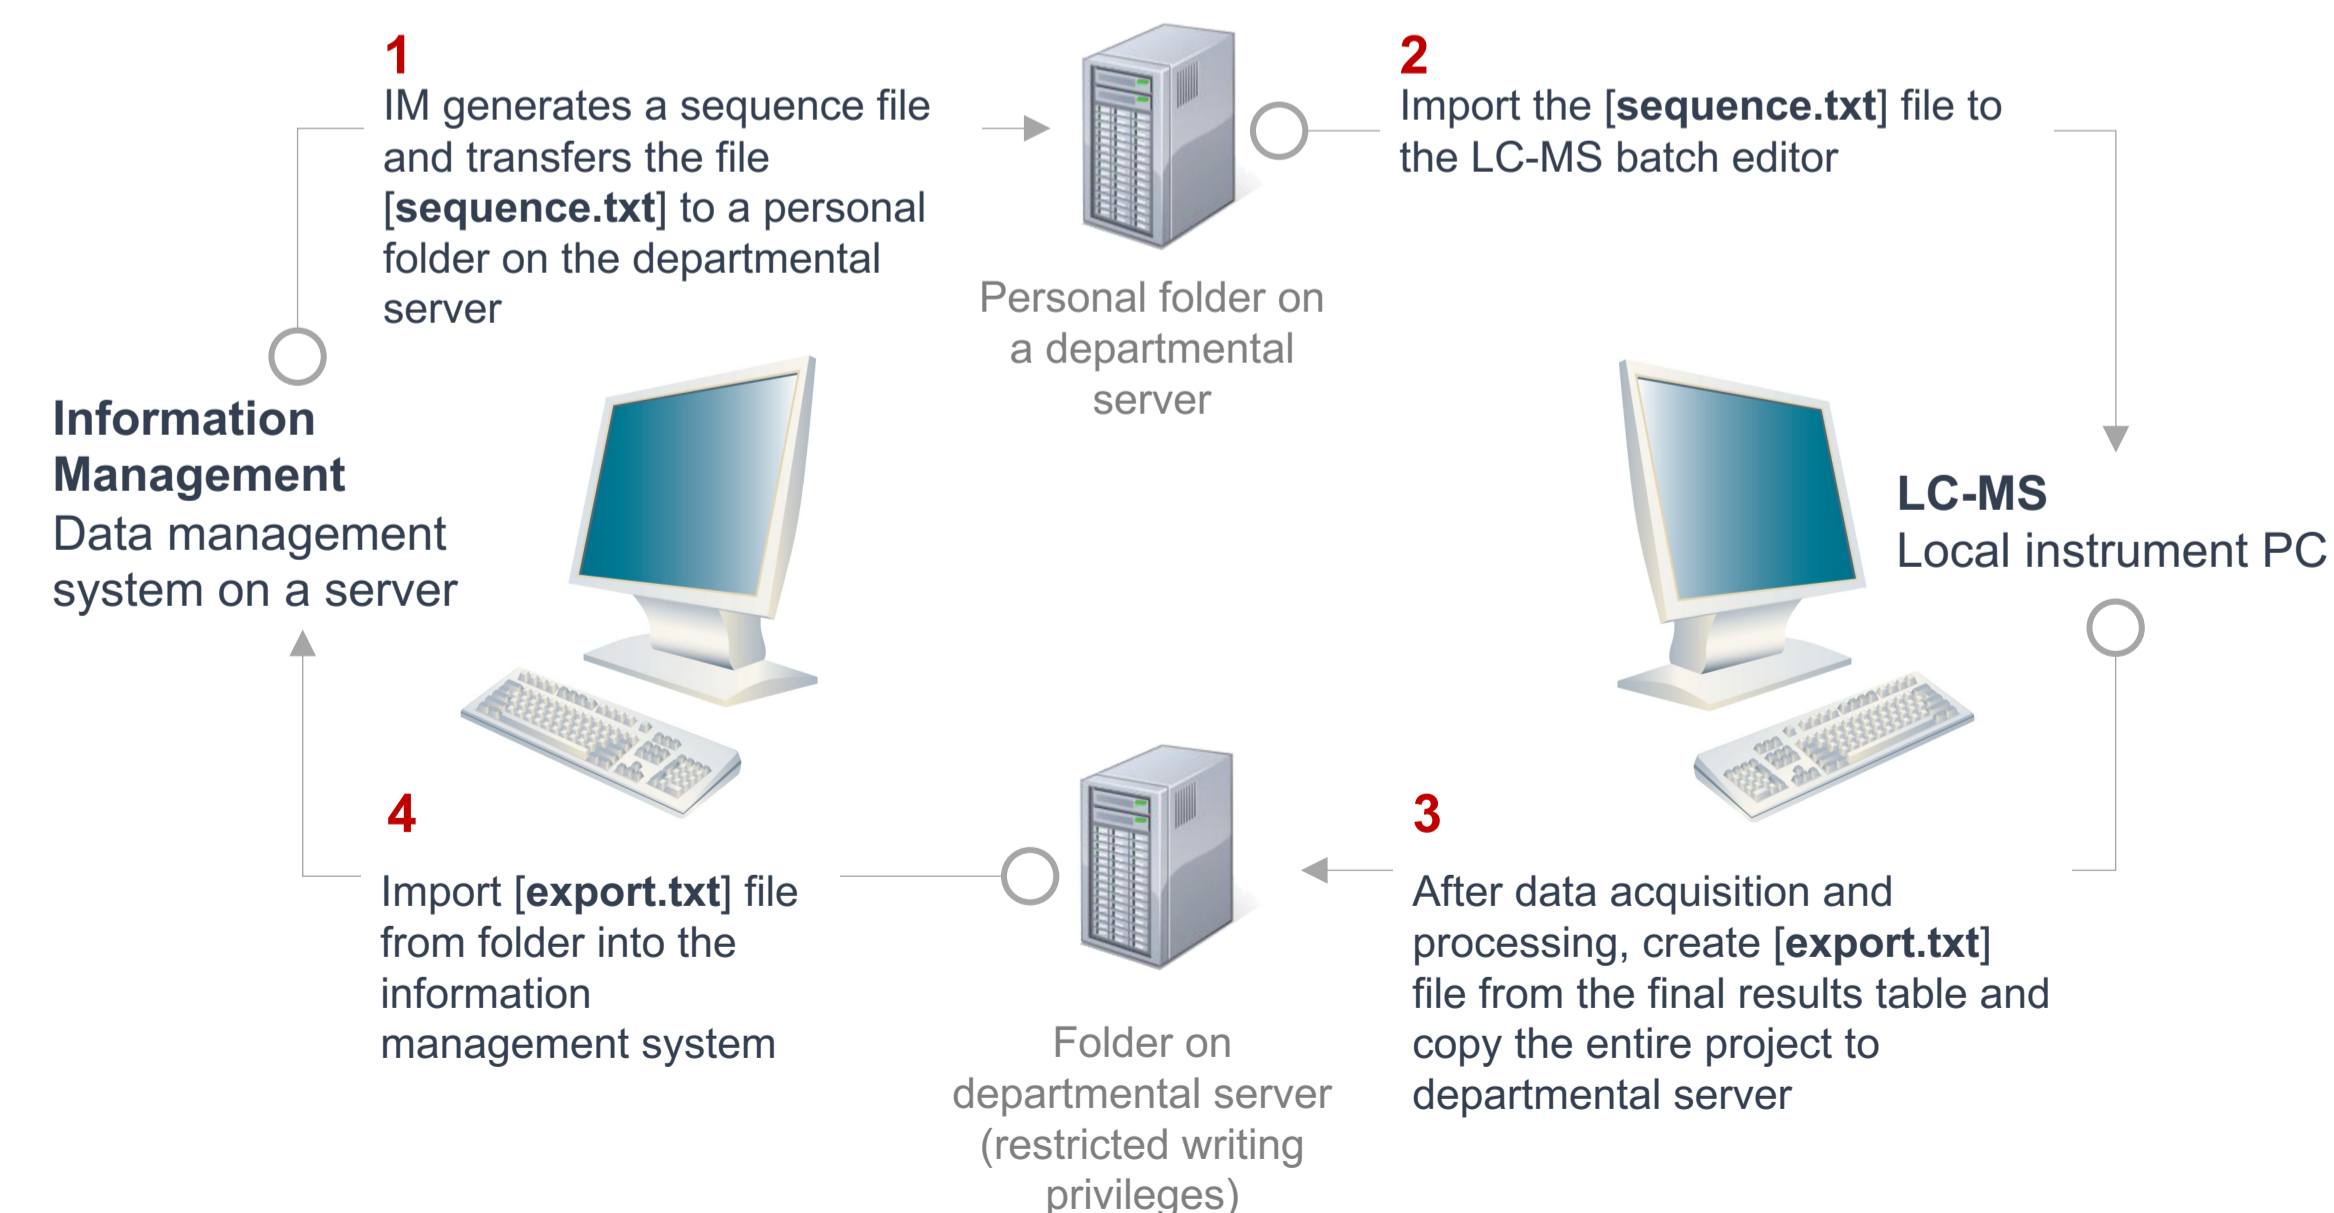 1
IM generates a sequence file
and transfers the file
[sequence.txt] to a personal
folder on the departmental
server
Personal folder on
a departmental
server
2
Import the [sequence.txt] file to
the LC-MS batch editor
Information
Management
Data management
system on a server
LC-MS
Local instrument PC
3
After data acquisition and
processing, create [export.txt]
file from the final results table and
copy the entire project to
departmental server
Folder on
departmental server
(restricted writing
privileges)
4
Import [export.txt] file
from folder into the
information
management system